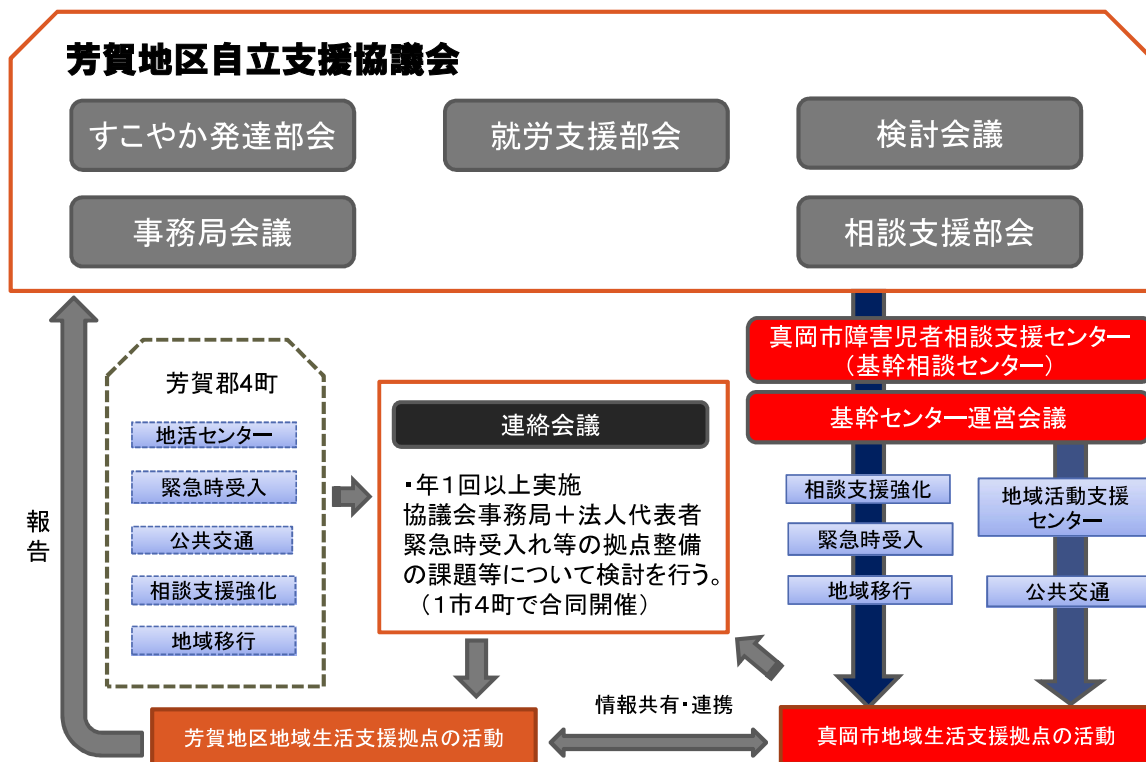 芳賀地区自立支援協議会
すこやか発達部会
就労支援部会
検討会議
事務局会議
相談支援部会
真岡市障害児者相談支援センター
(基幹相談センター)
基幹センター運営会議
芳賀郡4町
地活センター
緊急時受入
公共交通
相談支援強化
地域移行
連絡会議
・年1回以上実施
協議会事務局+法人代表者
緊急時受入れ等の拠点整備
の課題等について検討を行う。
(1市4町で合同開催)
相談支援強化
緊急時受入
地域移行
地域活動支援
センター
公共交通
報告
情報共有・連携
芳賀地区地域生活支援拠点の活動
真岡市地域生活支援拠点の活動